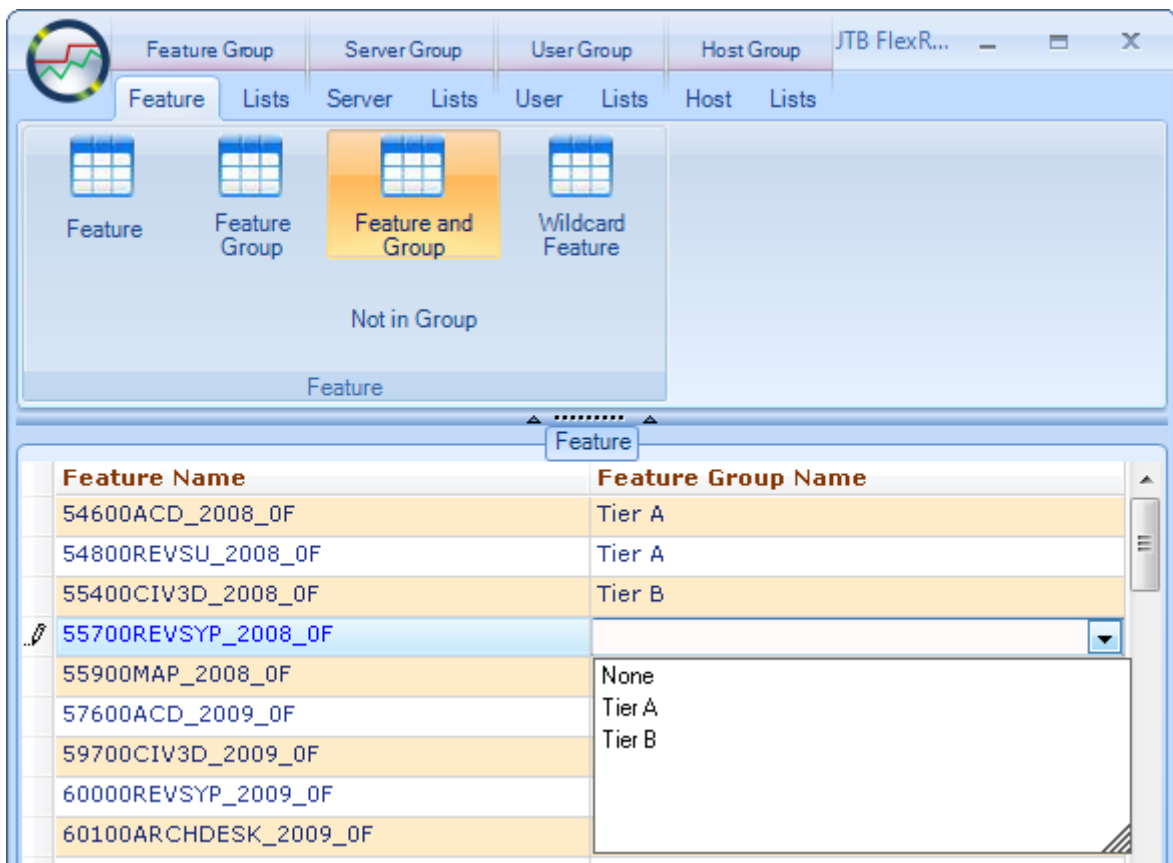 Feature Group Server Group User Group Host Group JTB FlexR...
Feature Lists Server Lists User Lists Host Lists
Feature
Feature
Group
Feature and
Group
Wildcard
Feature
Not in Group
Feature
Feature
Feature Name Feature Group Name
54600ACD_2008_0F Tier A
54800REVSU_2008_0F Tier A
55400CIV3D_2008_0F Tier B
55700REVSYP_2008_0F
55900MAP_2008_0F
57600ACD_2009_0F
59700CIV3D_2009_0F
60000REVSYP_2009_0F
60100ARCHDESK_2009_0F
None
Tier A
Tier B